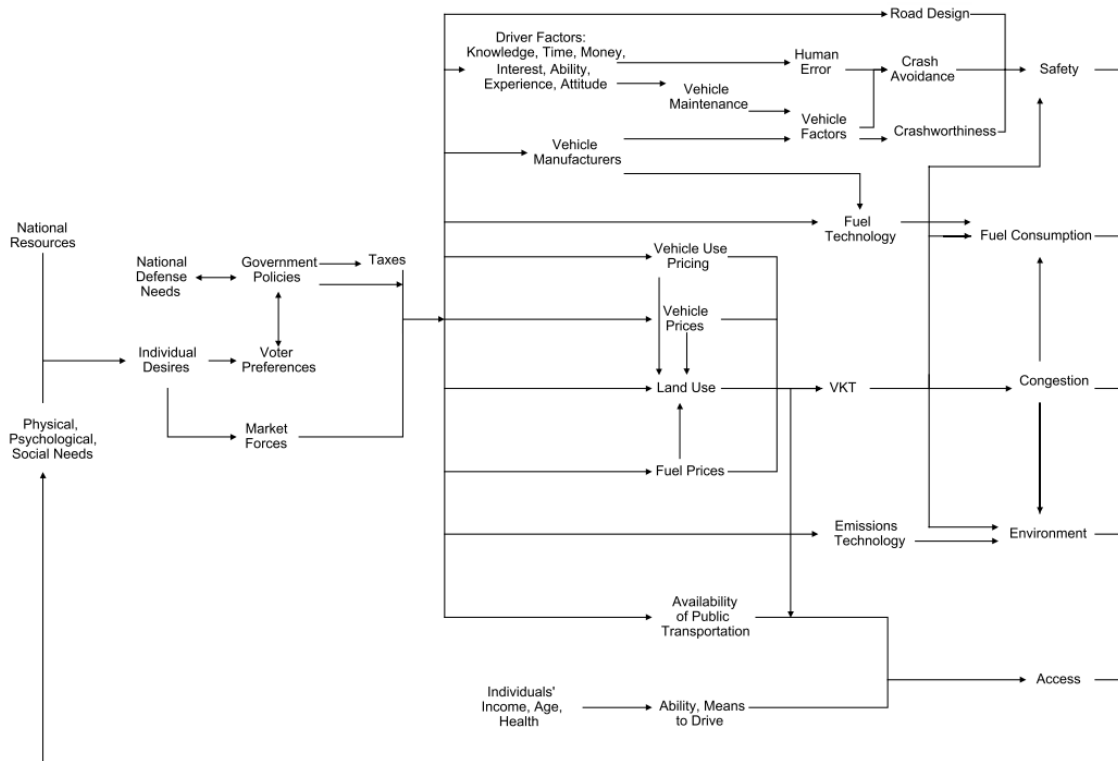 Road Design
Driver Factors:
Knowledge, Time, Money,
Interest, Ability,
Experience, Attitude
Human
Error
Crash
Avoidance
Safety
Vehicle
Maintenance
Vehicle
Factors
Crashworthiness
Vehicle
Manufacturers
National
Resources
Fuel
Technology
Fuel Consumption
National
Defense
Needs
Government
Policies
Taxes
Vehicle Use
Pricing
Vehicle
Prices
Individual
Desires
Voter
Preferences
Land Use
VKT
Congestion
Physical,
Psychological,
Social Needs
Market
Forces
Fuel Prices
Emissions
Technology
Environment
Availability
of Public
Transportation
Access
Individuals'
Income, Age,
Health
Ability, Means
to Drive